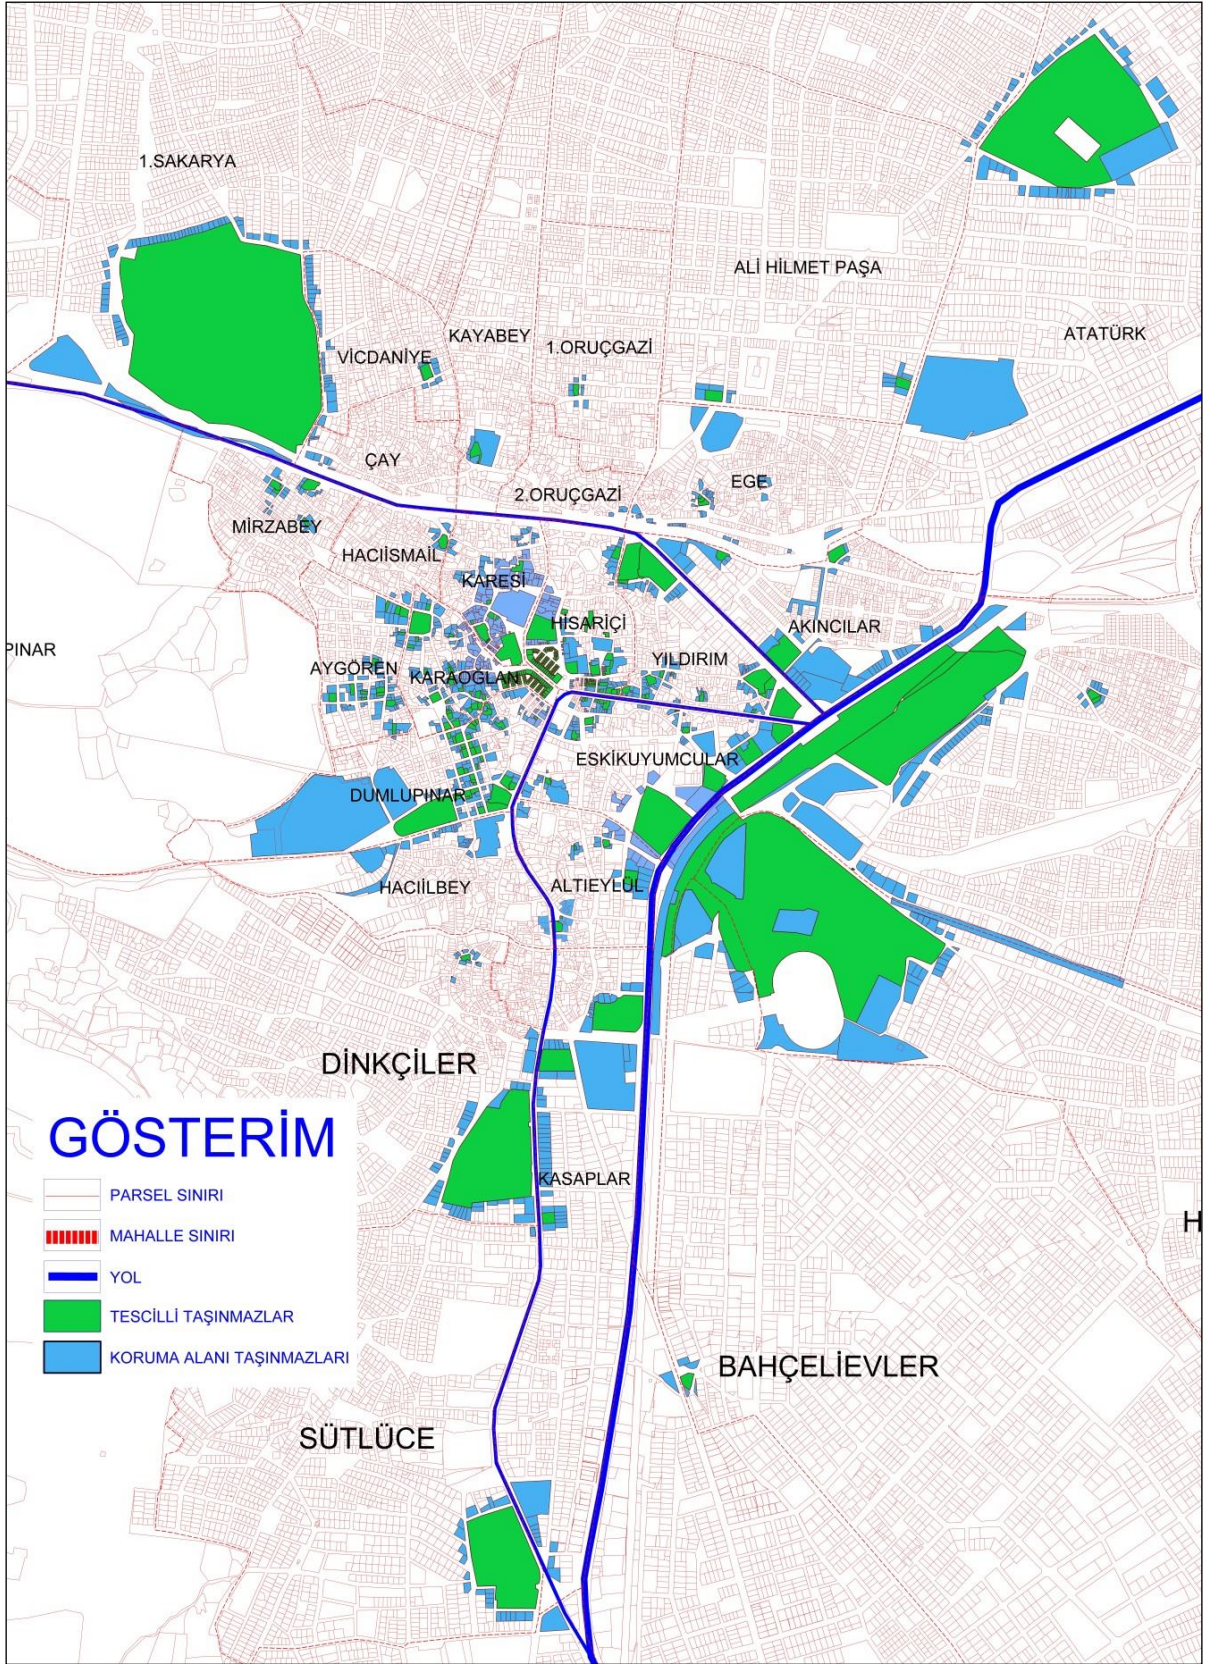 1.SAKARYA
ALİ HİLMET PAŞA
ATATÜRK
KAYABEY
1.ORUÇGAZİ
VİCDANİYE
ÇAY
EGE
2.ORUÇGAZİ
MİRZABEY
HACIİSMAİL
KARESİ
HİSARİÇİ
AKINCILAR
PINAR
YILDIRIM
AYGÖREN
KARAOĞLAN
ESKİKUYUMCULAR
DUMLUPINAR
HACIİLBEY
ALTIEYLÜL
DİNKÇİLER
KASAPLAR
H
BAHÇELİEVLER
SÜTLÜCE
GÖSTERİM
PARSEL SINIRI
MAHALLE SINIRI
YOL
TESCİLLİ TAŞINMAZLAR
KORUMA ALANI TAŞINMAZLARI